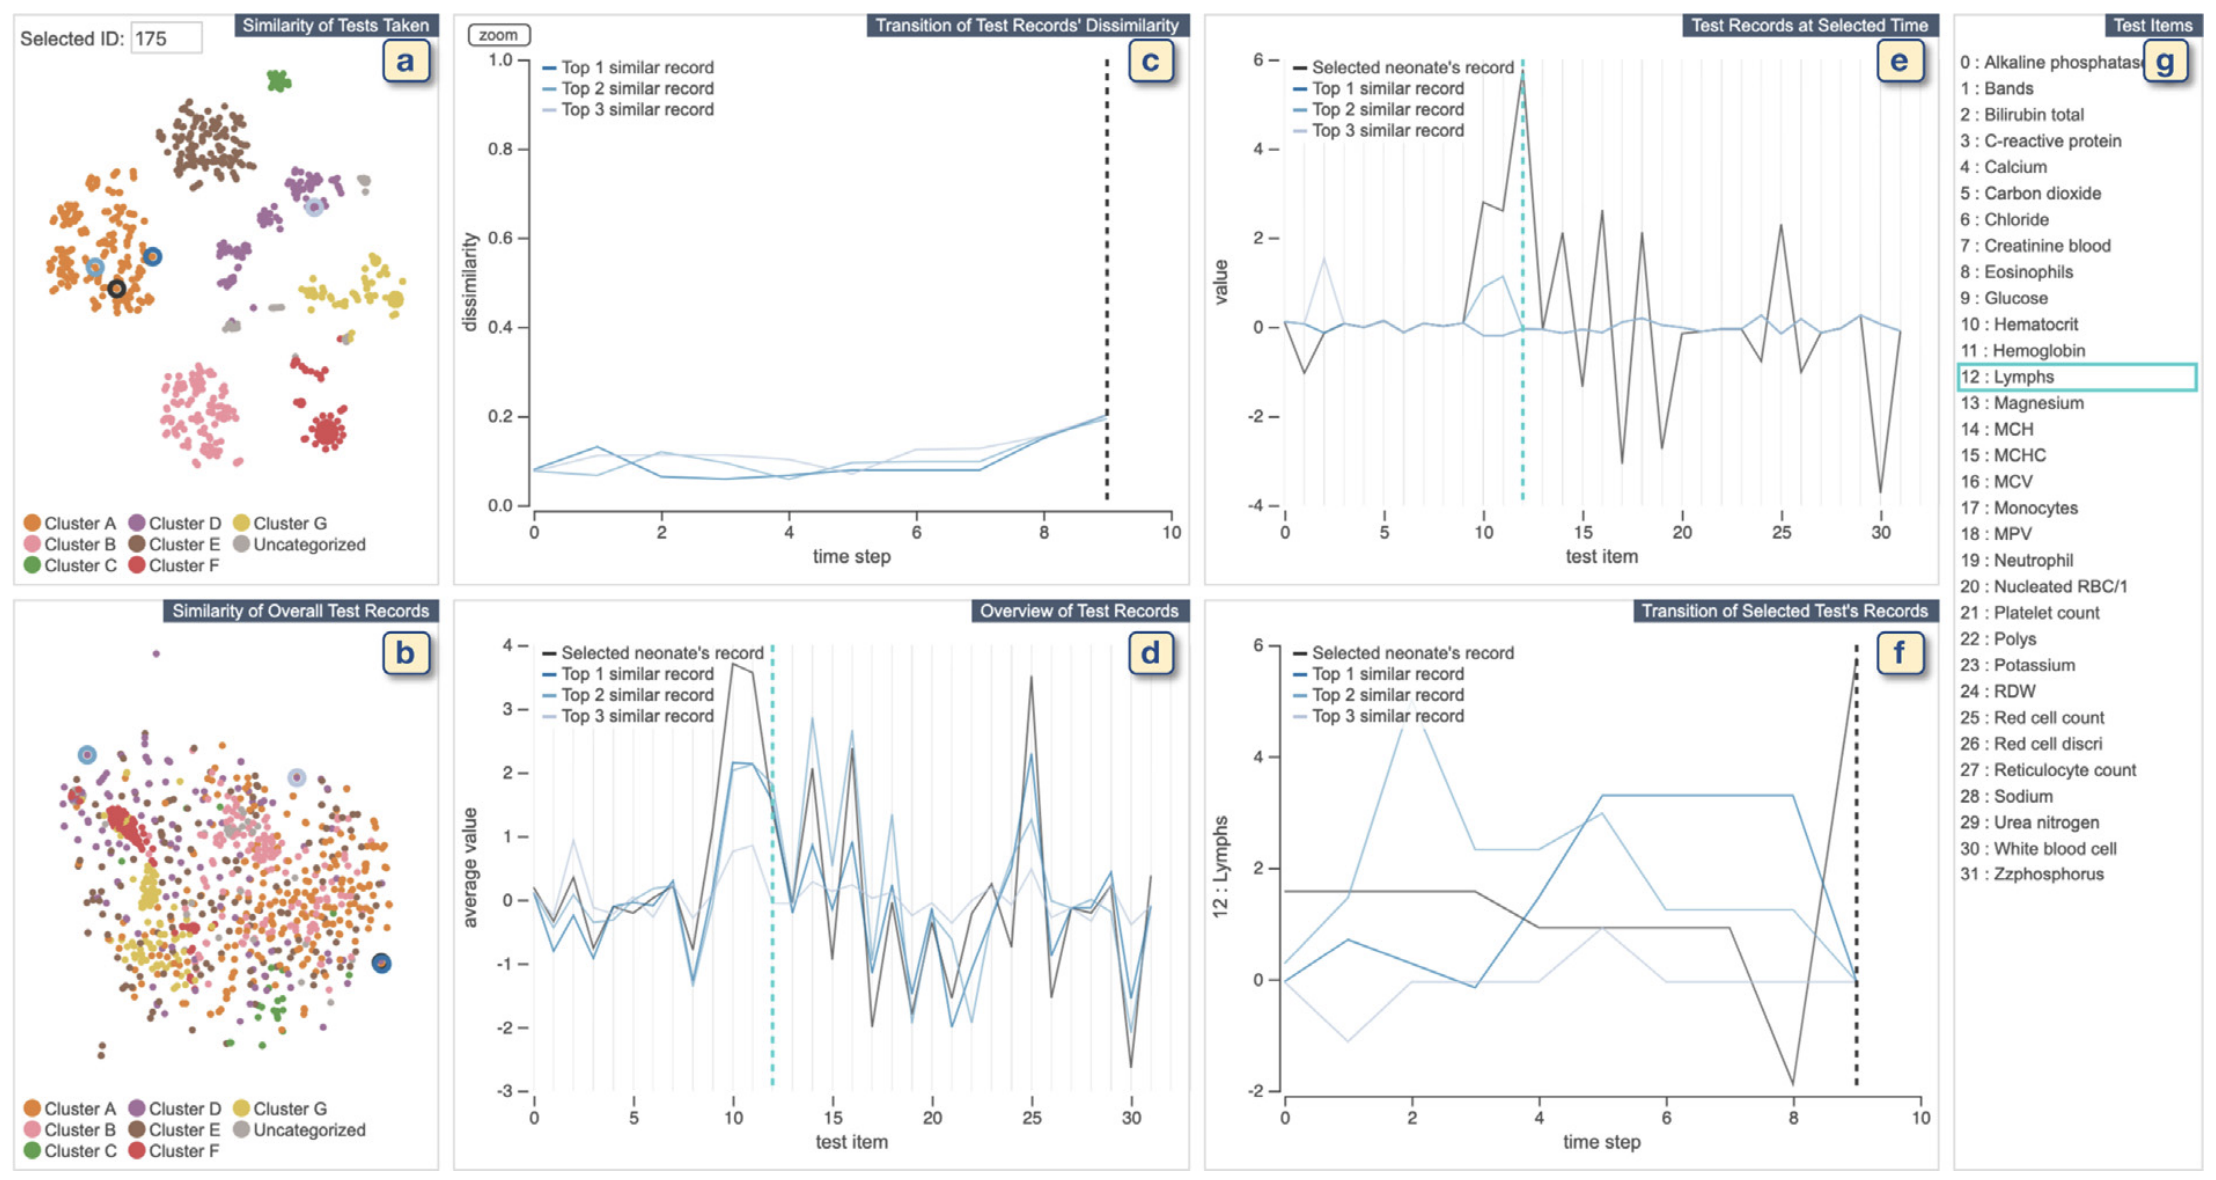 Selected ID: 175
Similarity of Tests Taken
a
Cluster A Cluster D Cluster G
Cluster B Cluster E Uncategorized
Cluster C Cluster F
zoom
Transition of Test Records' Dissimilarity
c
Top 1 similar record
Top 2 similar record
Top 3 similar record
1.0
0.8
0.6
0.4
0.2
0.0
dissimilarity
0 2 4 6 8 10
time step
Test Records at Selected Time
e
Selected neonate's record
Top 1 similar record
Top 2 similar record
Top 3 similar record
6
4
2
0
-2
-4
value
0 5 10 15 20 25 30
test item
Test Items
g
0 : Alkaline phosphatas
1 : Bands
2 : Bilirubin total
3 : C-reactive protein
4 : Calcium
5 : Carbon dioxide
6 : Chloride
7 : Creatinine blood
8 : Eosinophils
9 : Glucose
10 : Hematocrit
11 : Hemoglobin
12 : Lymphs
13 : Magnesium
14 : MCH
15 : MCHC
16 : MCV
17 : Monocytes
18 : MPV
19 : Neutrophil
20 : Nucleated RBC/1
21 : Platelet count
22 : Polys
23 : Potassium
24 : RDW
25 : Red cell count
26 : Red cell discri
27 : Reticulocyte count
28 : Sodium
29 : Urea nitrogen
30 : White blood cell
31 : Zzphosphorus
Similarity of Overall Test Records
b
Cluster A Cluster D Cluster G
Cluster B Cluster E Uncategorized
Cluster C Cluster F
Overview of Test Records
d
Selected neonate's record
Top 1 similar record
Top 2 similar record
Top 3 similar record
4
3
2
1
0
-1
-2
-3
average value
0 5 10 15 20 25 30
test item
Transition of Selected Test's Records
f
Selected neonate's record
Top 1 similar record
Top 2 similar record
Top 3 similar record
6
4
2
0
-2
12 : Lymphs
0 2 4 6 8 10
time step